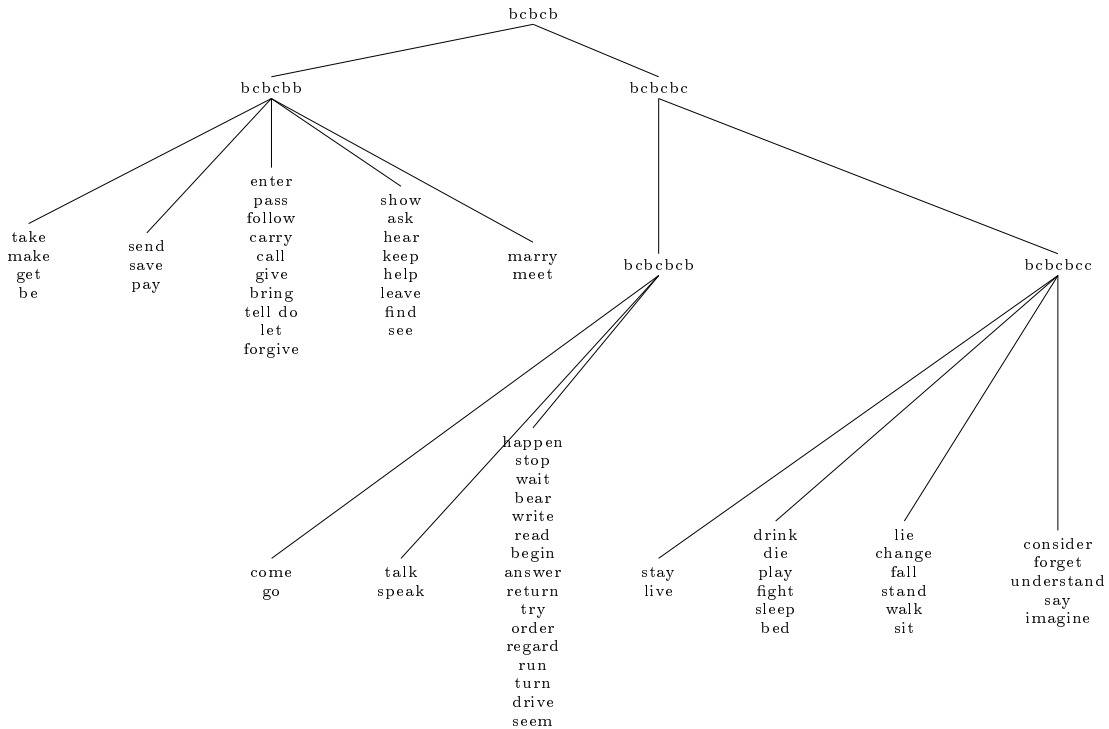 bcbcb
bcbcbb
bcbcbc
take
make
get
be
send
save
pay
enter
pass
follow
carry
call
give
bring
tell do
let
forgive
show
ask
hear
keep
help
leave
find
see
marry
meet
bcbcbcb
bcbcbcc
come
go
talk
speak
happen
stop
wait
bear
write
read
begin
answer
return
try
order
regard
run
turn
drive
seem
stay
live
drink
die
play
fight
sleep
bed
lie
change
fall
stand
walk
sit
consider
forget
understand
say
imagine